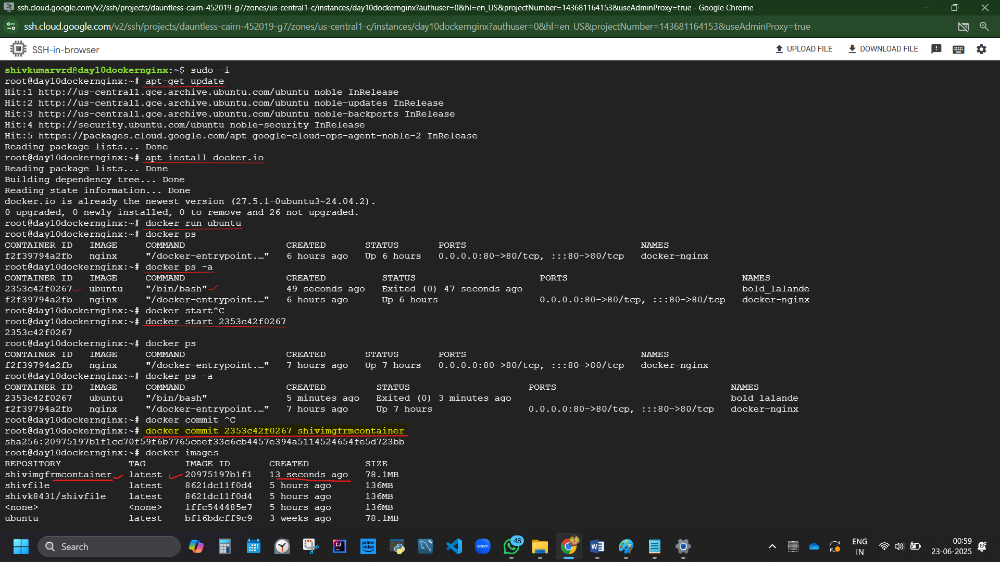 ssh.cloud.google.com/v2/ssh/projects/dauntless-cairn-452019-g7/zones/us-central1-c/instances/day10dockernginx?authuser=0&hl=en_US&projectNumber=143681164153&useAdminProxy=true - Google Chrome
ssh.cloud.google.com/v2/ssh/projects/dauntless-cairn-452019-g7/zones/us-central1-c/instances/day10dockernginx?authuser=0&hl=en_US&projectNumber=143681164153&useAdminProxy=true
SSH-in-browser UPLOAD FILE DOWNLOAD FILE
shivkumarvrd@day10dockernginx:~$ sudo -i
root@day10dockernginx:~# apt-get update
Hit:1 http://us-central1.gce.archive.ubuntu.com/ubuntu noble InRelease
Hit:2 http://us-central1.gce.archive.ubuntu.com/ubuntu noble-updates InRelease
Hit:3 http://us-central1.gce.archive.ubuntu.com/ubuntu noble-backports InRelease
Hit:4 http://security.ubuntu.com/ubuntu noble-security InRelease
Hit:5 https://packages.cloud.google.com/apt google-cloud-ops-agent-noble-2 InRelease
Reading package lists... Done
root@day10dockernginx:~# apt install docker.io
Reading package lists... Done
Building dependency tree... Done
Reading state information... Done
docker.io is already the newest version (27.5.1-0ubuntu3~24.04.2).
0 upgraded, 0 newly installed, 0 to remove and 26 not upgraded.
root@day10dockernginx:~# docker run ubuntu
root@day10dockernginx:~# docker ps
CONTAINER ID IMAGE COMMAND CREATED STATUS PORTS NAMES
f2f39794a2fb nginx "/docker-entrypoint.…" 6 hours ago Up 6 hours 0.0.0.0:80->80/tcp, :::80->80/tcp docker-nginx
root@day10dockernginx:~# docker ps -a
CONTAINER ID IMAGE COMMAND CREATED STATUS PORTS NAMES
2353c42f0267 ubuntu "/bin/bash" 49 seconds ago Exited (0) 47 seconds ago bold_lalande
f2f39794a2fb nginx "/docker-entrypoint.…" 6 hours ago Up 6 hours 0.0.0.0:80->80/tcp, :::80->80/tcp docker-nginx
root@day10dockernginx:~# docker start^C
root@day10dockernginx:~# docker start 2353c42f0267
2353c42f0267
root@day10dockernginx:~# docker ps
CONTAINER ID IMAGE COMMAND CREATED STATUS PORTS NAMES
f2f39794a2fb nginx "/docker-entrypoint.…" 7 hours ago Up 7 hours 0.0.0.0:80->80/tcp, :::80->80/tcp docker-nginx
root@day10dockernginx:~# docker ps -a
CONTAINER ID IMAGE COMMAND CREATED STATUS PORTS NAMES
2353c42f0267 ubuntu "/bin/bash" 5 minutes ago Exited (0) 3 minutes ago bold_lalande
f2f39794a2fb nginx "/docker-entrypoint.…" 7 hours ago Up 7 hours 0.0.0.0:80->80/tcp, :::80->80/tcp docker-nginx
root@day10dockernginx:~# docker commit ^C
root@day10dockernginx:~# docker commit 2353c42f0267 shivimgfrmcontainer
sha256:20975197b1f1cc70f59f6b7765ceef33c6cb4457e394a5114524654fe5d723bb
root@day10dockernginx:~# docker images
REPOSITORY TAG IMAGE ID CREATED SIZE
shivimgfrmcontainer latest 20975197b1f1 13 seconds ago 78.1MB
shivfile latest 8621dc11f0d4 5 hours ago 136MB
shivk8431/shivfile latest 8621dc11f0d4 5 hours ago 136MB
<none> <none> 1ffc544485e7 5 hours ago 136MB
ubuntu latest bf16bdcff9c9 3 weeks ago 78.1MB
Search IJ prime video zoom 48 W ENG 00:59
IN 23-06-2025